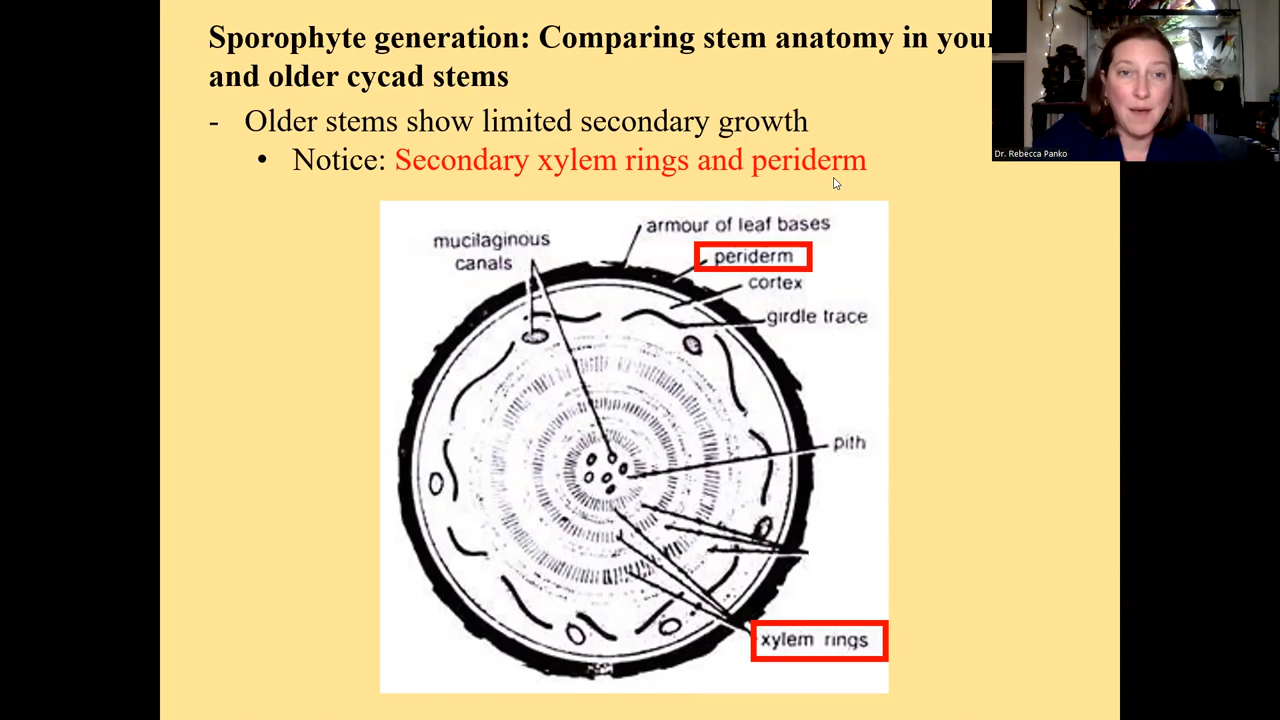 Sporophyte generation: Comparing stem anatomy in
and older cycad stems
- Older stems show limited secondary growth
• Notice: Secondary xylem rings and periderm
Dr. Rebecca Panko
armour of leaf bases
mucilaginous
canals
periderm
cortex
girdle trace
pith
xylem rings